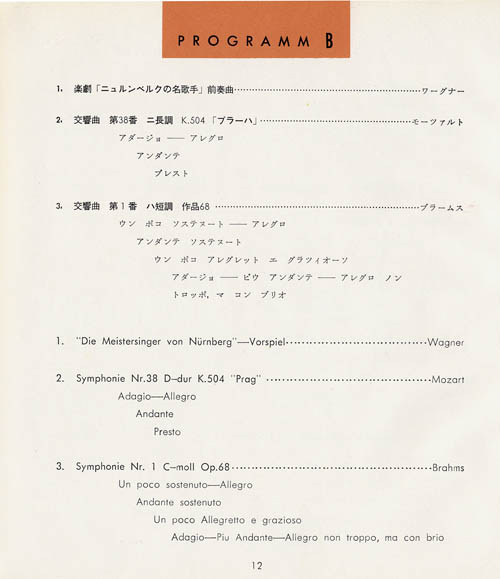 PROGRAMM B
1. 楽劇「ニュルンベルクの名歌手」前奏曲……ワーグナー
2. 交響曲 第38番 ニ長調 K.504 「プラーハ」……モーツァルト
アダージョ — アレグロ
アンダンテ
プレスト
3. 交響曲 第1番 ハ短調 作品68……ブラームス
ウン ポコ ソステヌート — アレグロ
アンダンテ ソステヌート
ウン ポコ アレグレット エ グラツィオーソ
アダージョ — ピウ アンダンテ — アレグロ ノン
トロッポ, マ コン ブリオ
1. "Die Meistersinger von Nürnberg"—Vorspiel……Wagner
2. Symphonie Nr.38 D–dur K.504 "Prag"……Mozart
Adagio—Allegro
Andante
Presto
3. Symphonie Nr. 1 C–moll Op.68……Brahms
Un poco sostenuto—Allegro
Andante sostenuto
Un poco Allegretto e grazioso
Adagio—Piu Andante—Allegro non troppo, ma con brio
12